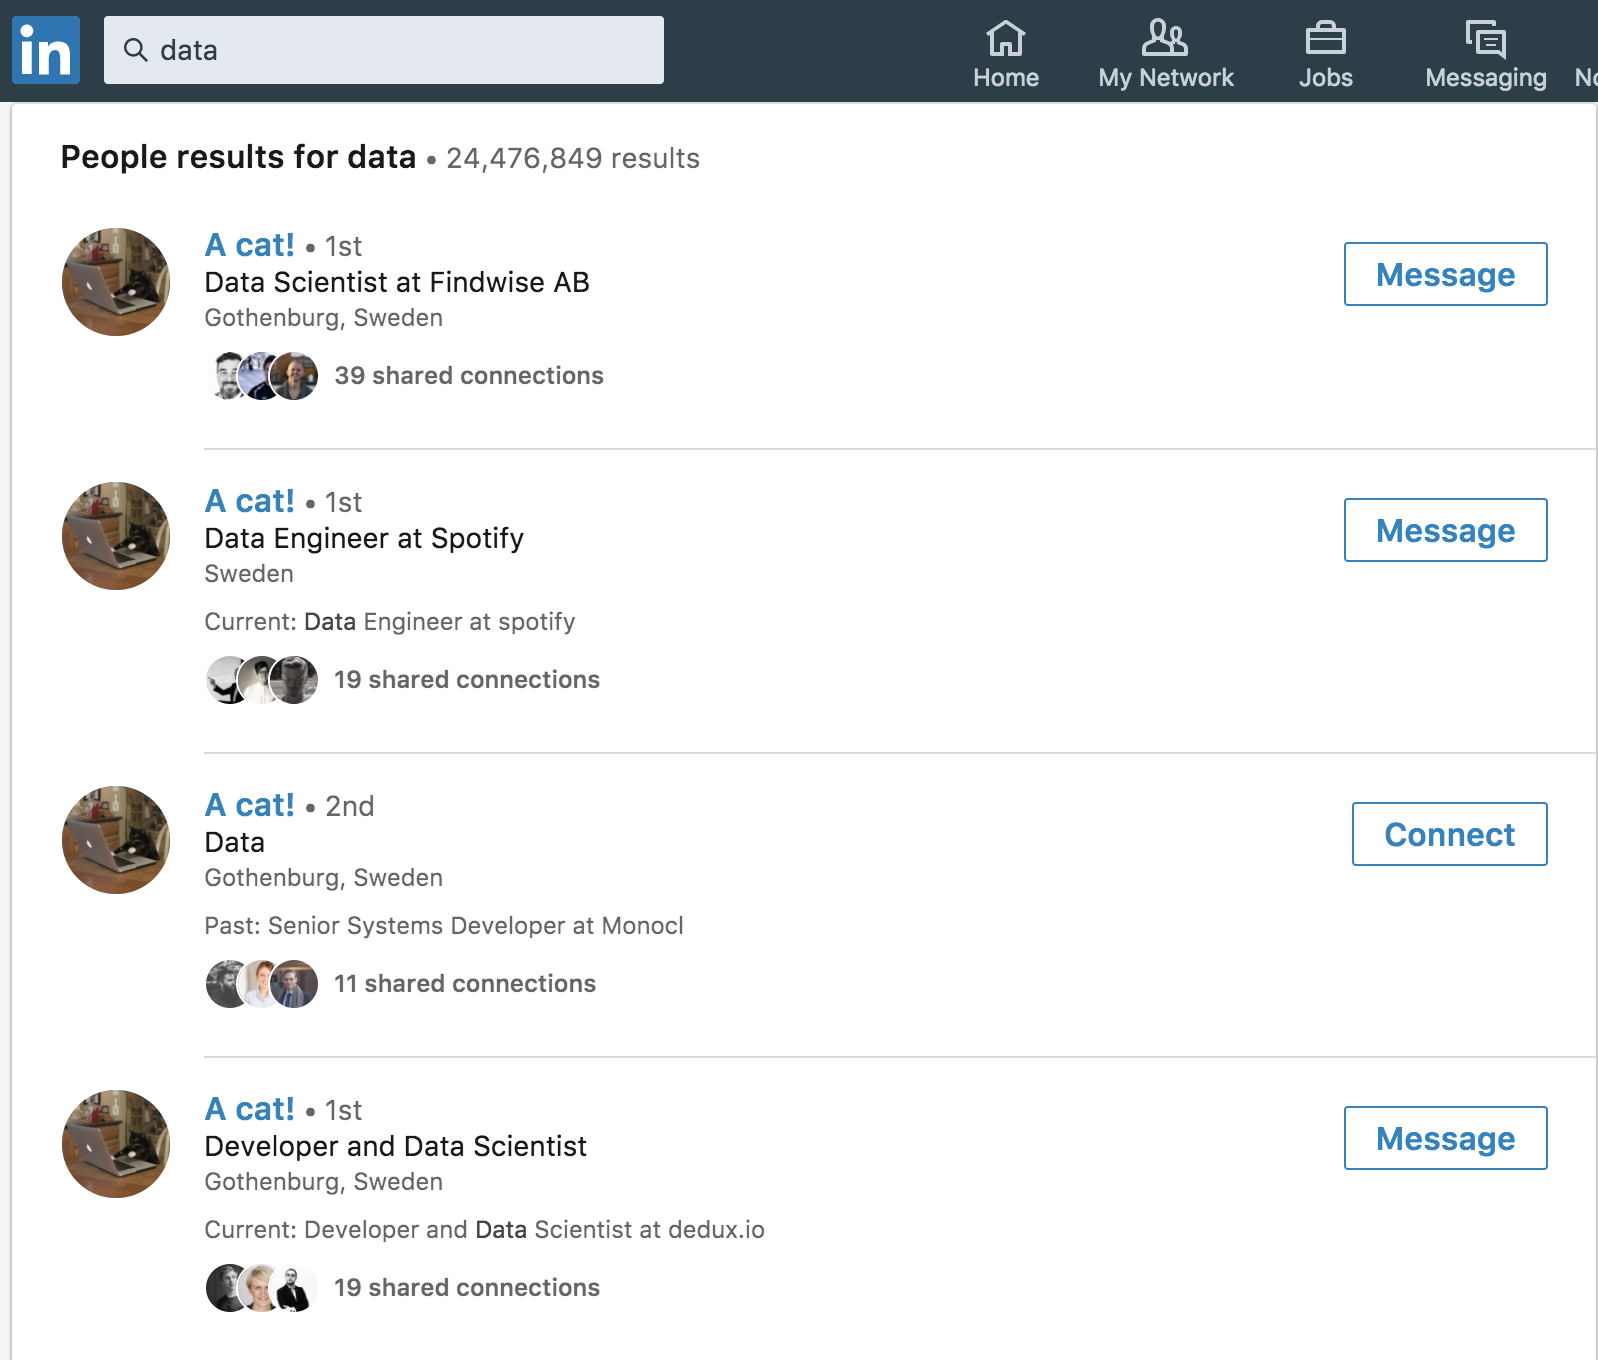 in
data
Home
My Network
Jobs
Messaging
No
People results for data • 24,476,849 results
A cat! • 1st
Data Scientist at Findwise AB
Gothenburg, Sweden
39 shared connections
Message
A cat! • 1st
Data Engineer at Spotify
Sweden
Current: Data Engineer at spotify
19 shared connections
Message
A cat! • 2nd
Data
Gothenburg, Sweden
Past: Senior Systems Developer at Monocl
11 shared connections
Connect
A cat! • 1st
Developer and Data Scientist
Gothenburg, Sweden
Current: Developer and Data Scientist at dedux.io
19 shared connections
Message